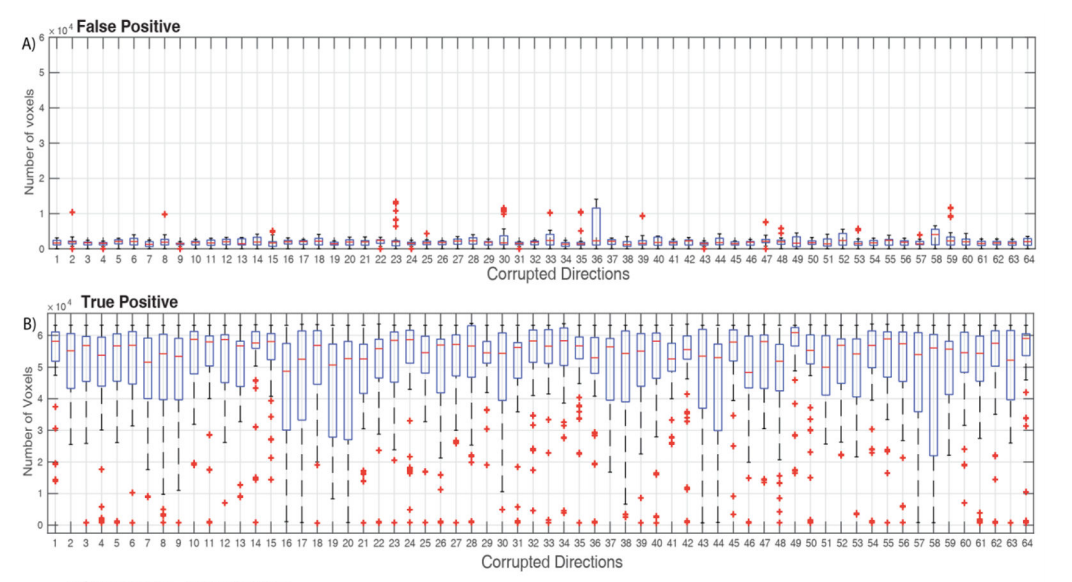 A) × 10⁴ False Positive
6
5
4
3
2
1
0
Number of voxels
1 2 3 4 5 6 7 8 9 10 11 12 13 14 15 16 17 18 19 20 21 22 23 24 25 26 27 28 29 30 31 32 33 34 35 36 37 38 39 40 41 42 43 44 45 46 47 48 49 50 51 52 53 54 55 56 57 58 59 60 61 62 63 64
Corrupted Directions
B) × 10⁴ True Positive
6
5
4
3
2
1
0
Number of Voxels
1 2 3 4 5 6 7 8 9 10 11 12 13 14 15 16 17 18 19 20 21 22 23 24 25 26 27 28 29 30 31 32 33 34 35 36 37 38 39 40 41 42 43 44 45 46 47 48 49 50 51 52 53 54 55 56 57 58 59 60 61 62 63 64
Corrupted Directions